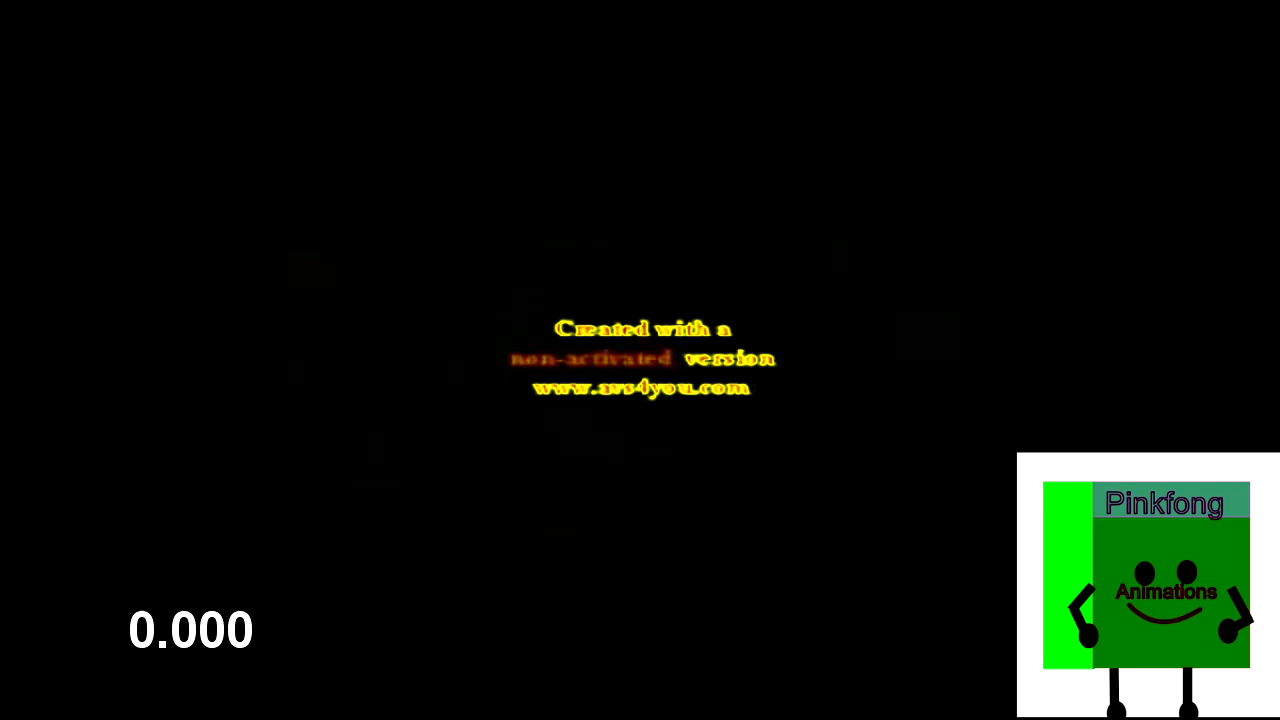 Created with a
non-activated version
www.avs4you.com
Pinkfong
Animations
0.000